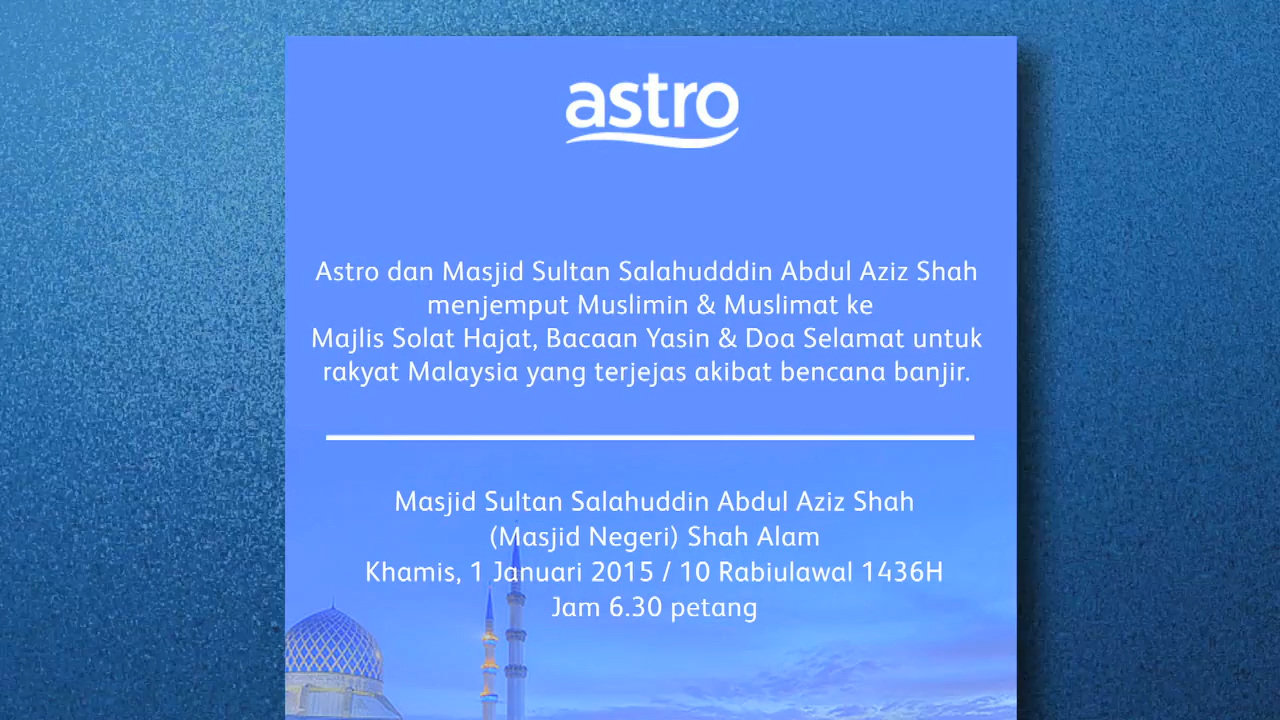 astro
Astro dan Masjid Sultan Salahudddin Abdul Aziz Shah
menjemput Muslimin & Muslimat ke
Majlis Solat Hajat, Bacaan Yasin & Doa Selamat untuk
rakyat Malaysia yang terjejas akibat bencana banjir.
Masjid Sultan Salahuddin Abdul Aziz Shah
(Masjid Negeri) Shah Alam
Khamis, 1 Januari 2015 / 10 Rabiulawal 1436H
Jam 6.30 petang